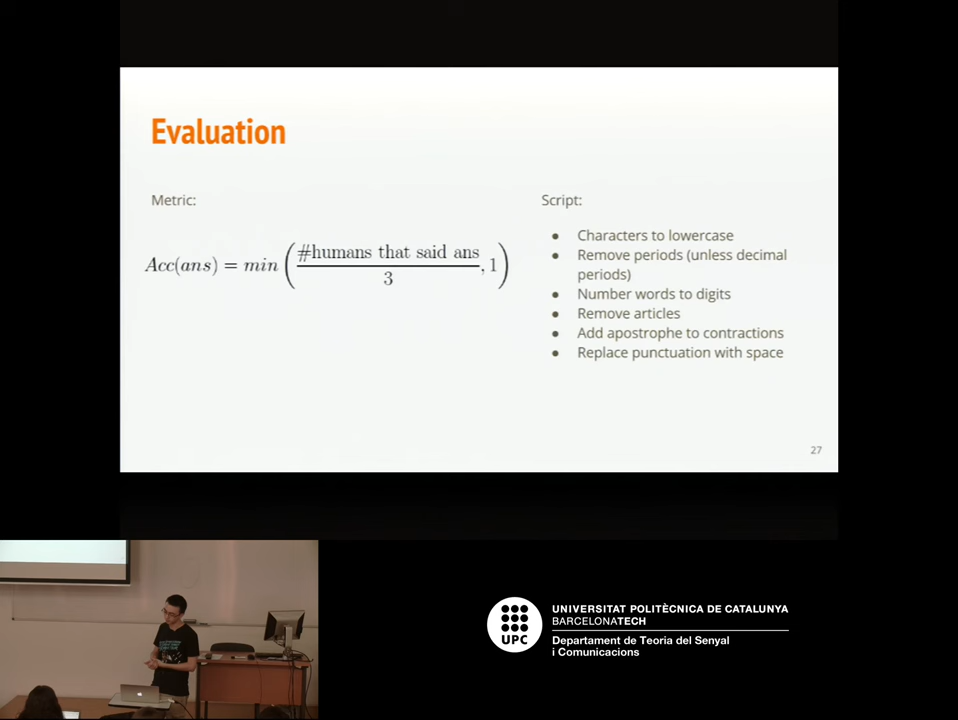 Evaluation
Metric:
Acc(ans) = min (#humans that said ans / 3, 1)
Script:
● Characters to lowercase
● Remove periods (unless decimal
periods)
● Number words to digits
● Remove articles
● Add apostrophe to contractions
● Replace punctuation with space
27
UPC
UNIVERSITAT POLITÈCNICA DE CATALUNYA
BARCELONATECH
Departament de Teoria del Senyal
i Comunicacions